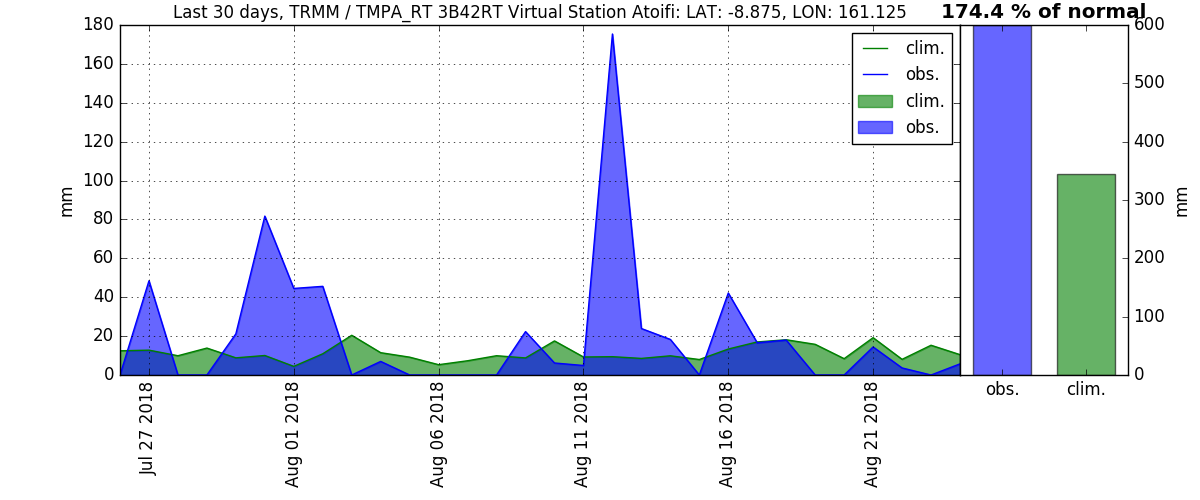 Last 30 days, TRMM / TMPA_RT 3B42RT Virtual Station Atoifi: LAT: -8.875, LON: 161.125
174.4 % of normal
180
160
140
120
100
80
60
40
20
0
mm
clim.
obs.
clim.
obs.
600
500
400
300
200
100
0
mm
Jul 27 2018
Aug 01 2018
Aug 06 2018
Aug 11 2018
Aug 16 2018
Aug 21 2018
obs.
clim.